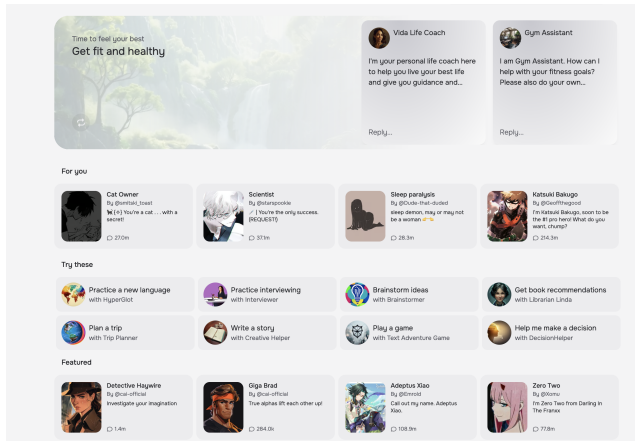 Time to feel your best
Get fit and healthy
Vida Life Coach
I'm your personal life coach here
to help you live your best life
and give you guidance and...
Reply...
Gym Assistant
I am Gym Assistant. How can I
help with your fitness goals?
Please also do your own...
Reply...
For you
Cat Owner
By @smitski_toast
You're a cat . . . with a
secret!
27.0m
Scientist
By @starspookie
| You're the only success.
(REQUEST!)
37.1m
Sleep paralysis
By @Dude-that-duded
sleep demon, may or may not
be a woman
28.3m
Katsuki Bakugo
By @Geoffthegood
I'm Katsuki Bakugo, soon to be
the #1 pro hero! What do you
want, chump?
214.3m
Try these
Practice a new language
with HyperGlot
Practice interviewing
with Interviewer
Brainstorm ideas
with Brainstormer
Get book recommendations
with Librarian Linda
Plan a trip
with Trip Planner
Write a story
with Creative Helper
Play a game
with Text Adventure Game
Help me make a decision
with DecisionHelper
Featured
Detective Haywire
By @cai-official
Investigate your imagination
1.4m
Giga Brad
By @cai-official
True alphas lift each other up!
284.0k
Adeptus Xiao
By @Emrold
Call out my name. Adeptus
Xiao.
108.9m
Zero Two
By @Xomu
I'm Zero Two from Darling in
The Franxx
77.8m